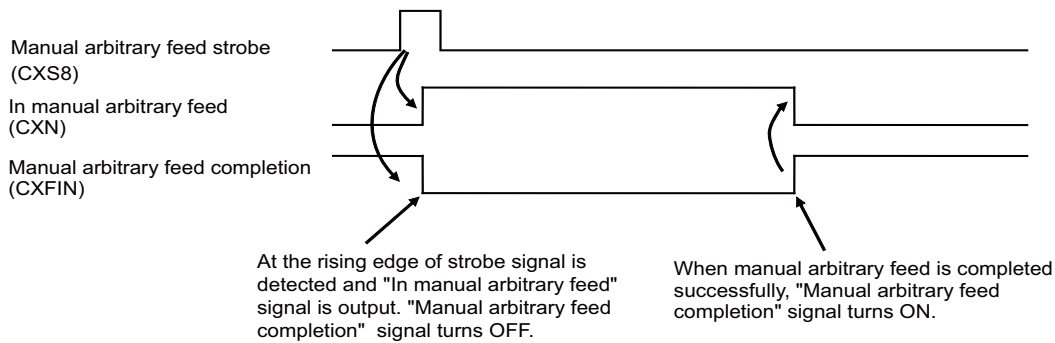 Manual arbitrary feed strobe
(CXS8)
In manual arbitrary feed
(CXN)
Manual arbitrary feed completion
(CXFIN)
At the rising edge of strobe signal is
detected and "In manual arbitrary feed"
signal is output. "Manual arbitrary feed
completion"  signal turns OFF.
When manual arbitrary feed is completed
successfully, "Manual arbitrary feed
completion" signal turns ON.